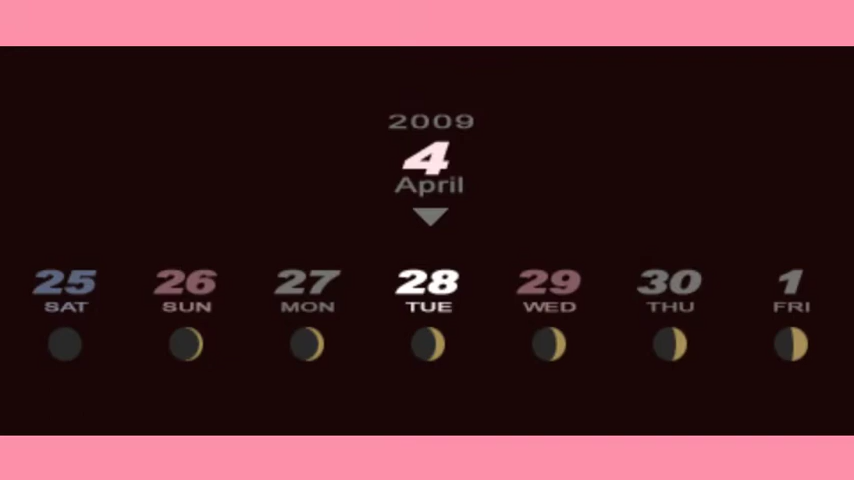 2009
4
April
25 26 27 28 29 30 1
SAT SUN MON TUE WED THU FRI